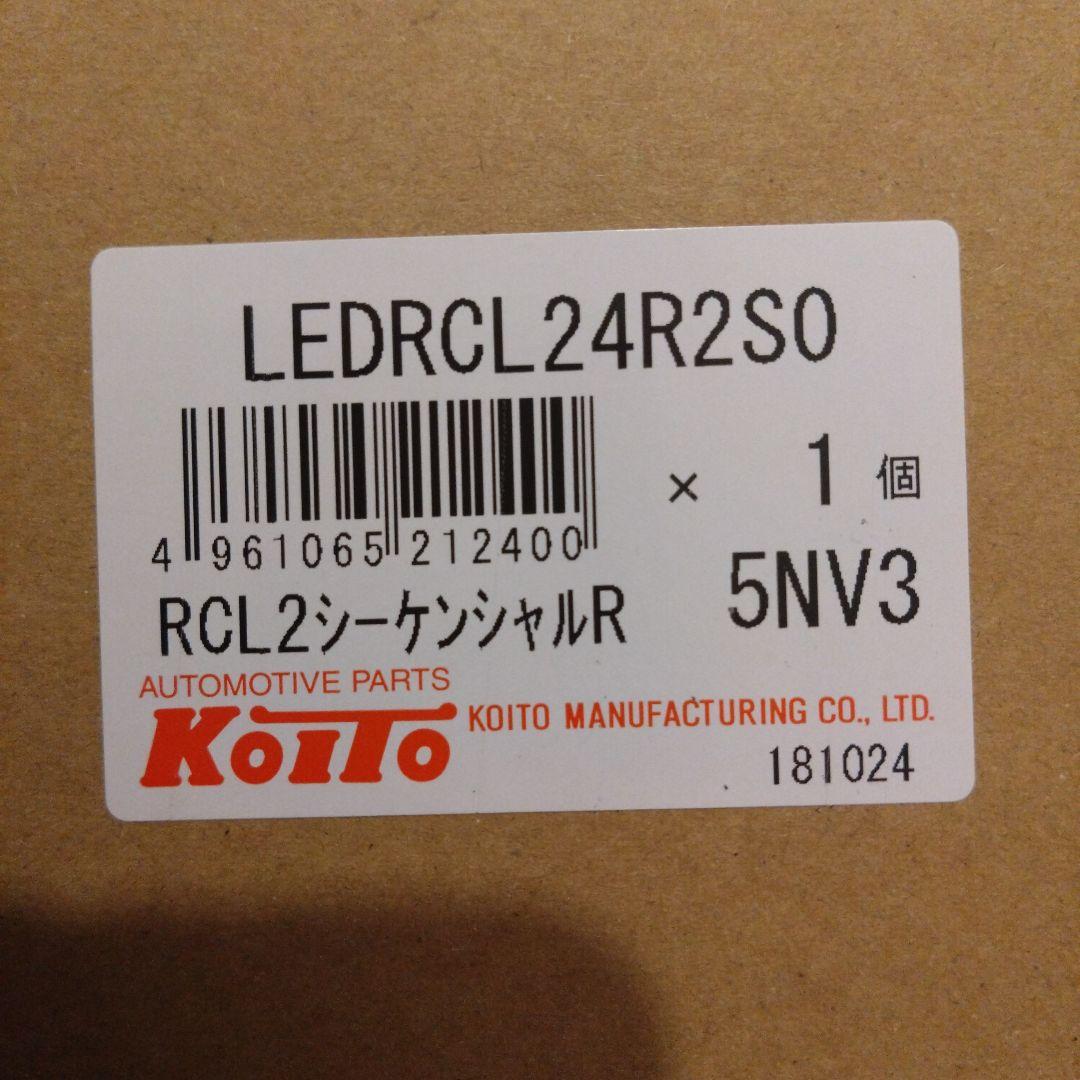 LEDRCL24R2S0
× 1 個
4 961065 212400
RCL2シーケンシャルR 5NV3
AUTOMOTIVE PARTS
KOITO KOITO MANUFACTURING CO., LTD.
181024